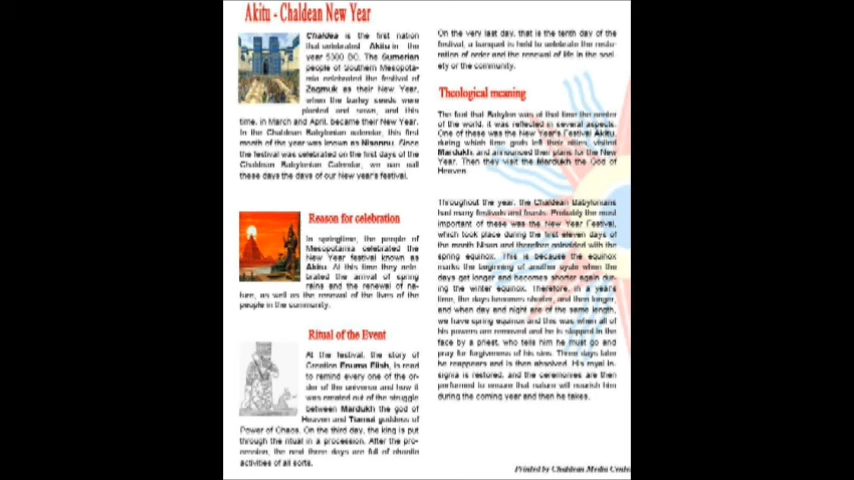 Akitu - Chaldean New Year
Chaldea is the first nation
that celebrated Akitu in the
year 5300 BC. The Sumerian
people of Southern Mesopota-
mia celebrated the festival of
Zagmuk as their New Year,
when the barley seeds were
planted and sown, and this
time, in March and April, became their New Year.
In the Chaldean Babylonian calendar, this first
month of the year was known as Nisannu. Since
the festival was celebrated on the first days of the
Chaldean Babylonian Calendar, we can call
these days the days of our New year's festival.
Reason for celebration
In springtime, the people of
Mesopotamia celebrated the
New Year festival known as
Akitu. At this time they cele-
brated the arrival of spring
rains and the renewal of na-
ture, as well as the renewal of the lives of the
people in the community.
Ritual of the Event
At the festival, the story of
Creation Enuma Elish, is read
to remind every one of the or-
der of the universe and how it
was created out of the struggle
between Mardukh the god of
Heaven and Tiamat goddess of
Power of Chaos. On the third day, the king is put
through the ritual in a procession. After the pro-
cession, the next three days are full of chaotic
activities of all sorts.
On the very last day, that is the tenth day of the
festival, a banquet is held to celebrate the resto-
ration of order and the renewal of life in the soci-
ety or the community.
Theological meaning
The fact that Babylon was at that time the center
of the world, it was reflected in several aspects.
One of these was the New Year's Festival Akitu,
during which time gods left their cities, visited
Mardukh and announced their plans for the New
Year. Then they visit the Mardukh the God of
Heaven
Throughout the year, the Chaldean Babylonians
had many festivals and feasts. Probably the most
important of these was the New Year Festival,
which took place during the first eleven days of
the month Nisan and therefore coincided with the
spring equinox. This is because the equinox
marks the beginning of another cycle when the
days get longer and becomes shorter again dur-
ing the winter equinox. Therefore, in a year's
time, the days becomes shorter, and then longer,
and when day and night are of the same length,
we have spring equinox and this was when all of
his powers are removed and he is slapped in the
face by a priest, who tells him he must go and
pray for forgiveness of his sins. Three days later
he reappears and is then absolved. His royal in-
signia is restored, and the ceremonies are then
performed to ensure that nature will nourish him
during the coming year and then he takes.
Printed by Chaldean Media Center